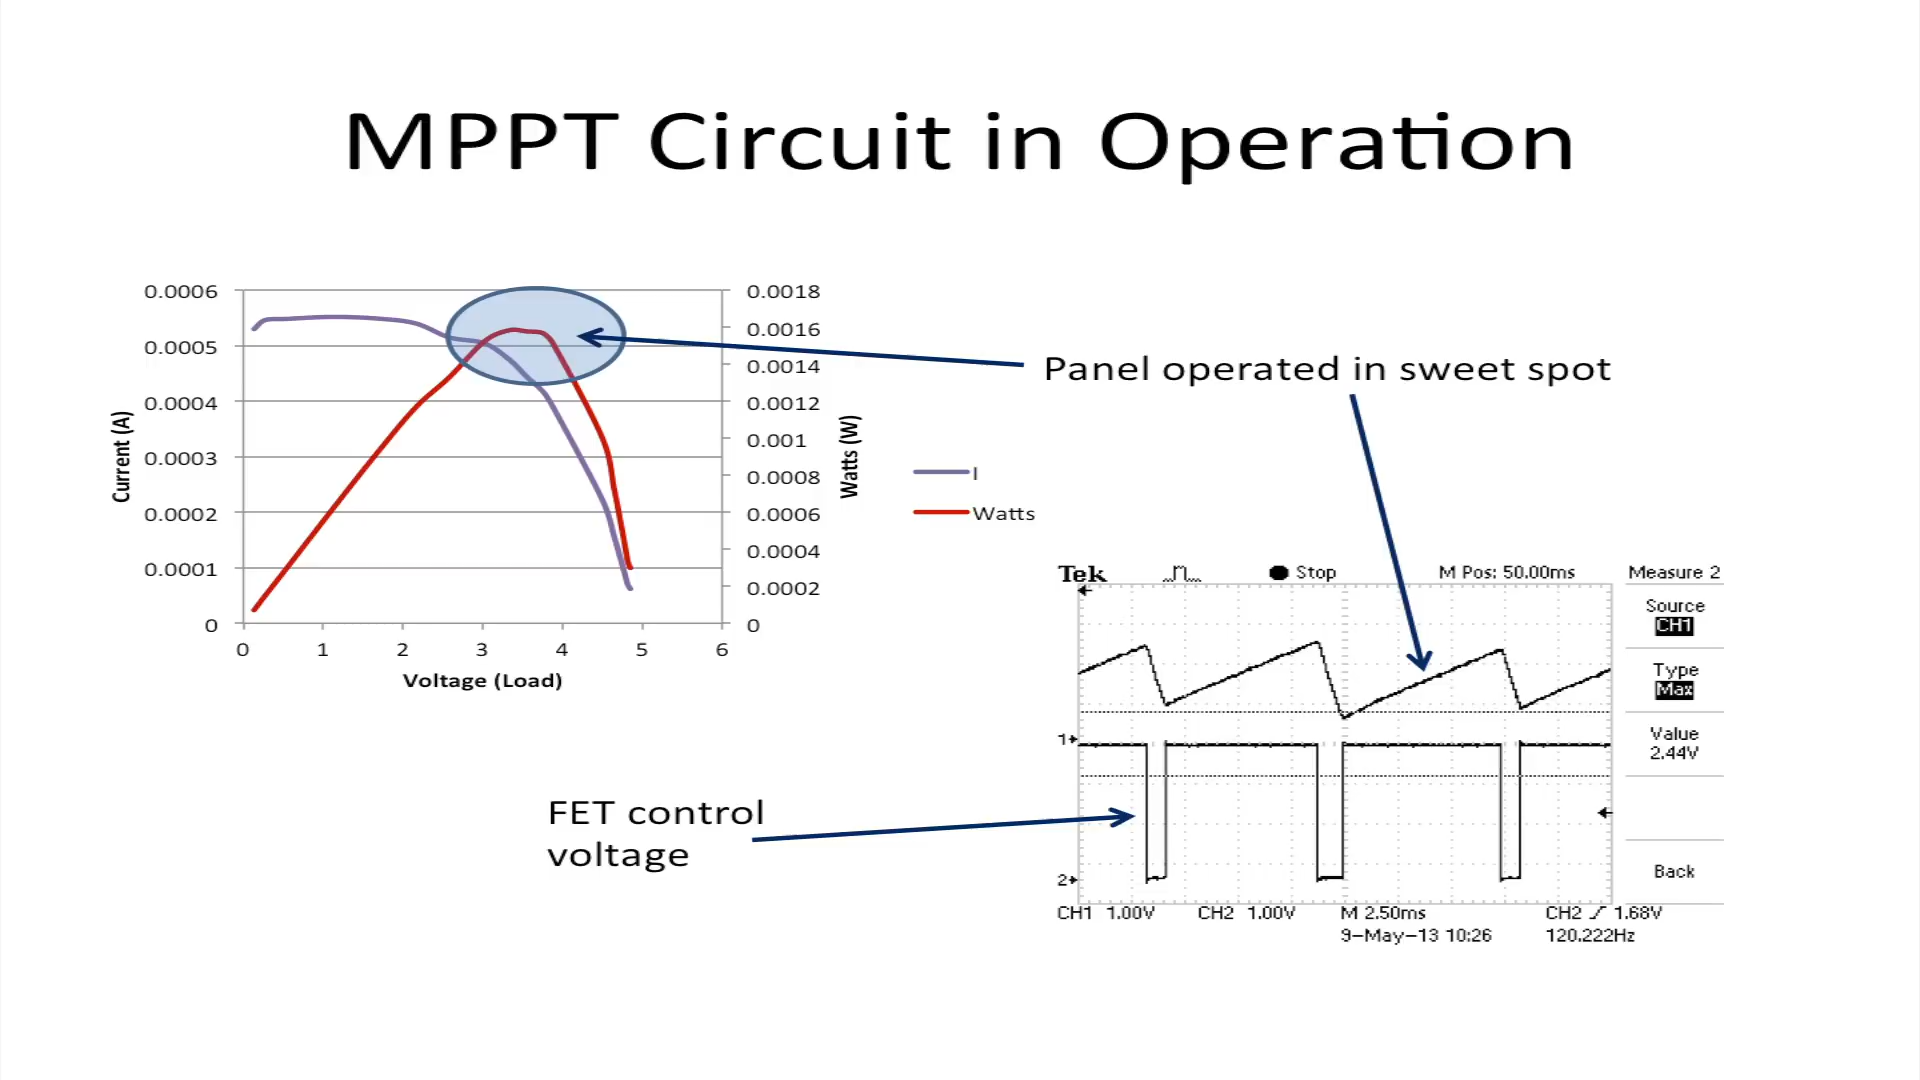 MPPT Circuit in Operation
0.0006
0.0005
0.0004
0.0003
0.0002
0.0001
0
Current (A)
0 1 2 3 4 5 6
Voltage (Load)
0.0018
0.0016
0.0014
0.0012
0.001
0.0008
0.0006
0.0004
0.0002
0
Watts (W)
I
Watts
Panel operated in sweet spot
FET control
voltage
Tek Stop M Pos: 50.00ms Measure 2
Source
CH1
Type
Max
Value
2.44V
Back
1
2
CH1 1.00V CH2 1.00V M 2.50ms CH2 1.68V
9-May-13 10:26 120.222Hz